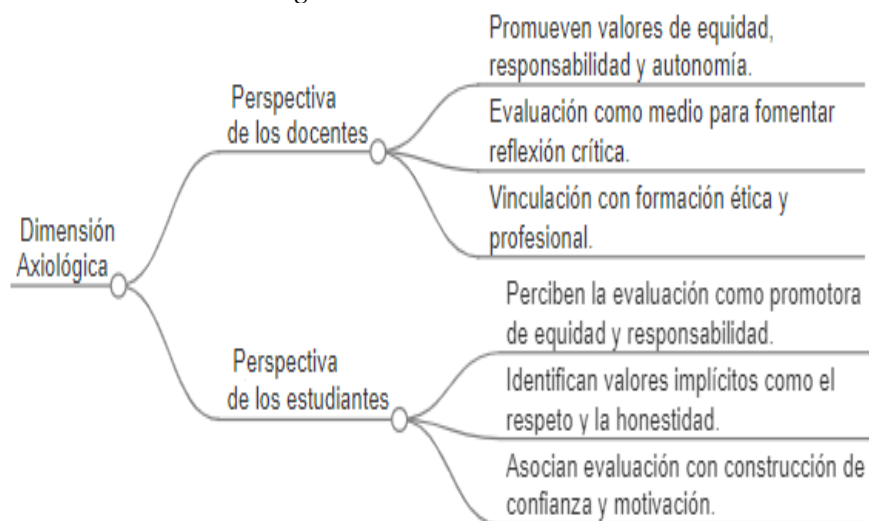 Promueven valores de equidad,
responsabilidad y autonomía.
Perspectiva
de los docentes
Evaluación como medio para fomentar
reflexión crítica.
Vinculación con formación ética y
profesional.
Dimensión
Axiológica
Perciben la evaluación como promotora
de equidad y responsabilidad.
Perspectiva
de los estudiantes
Identifican valores implícitos como el
respeto y la honestidad.
Asocian evaluación con construcción de
confianza y motivación.